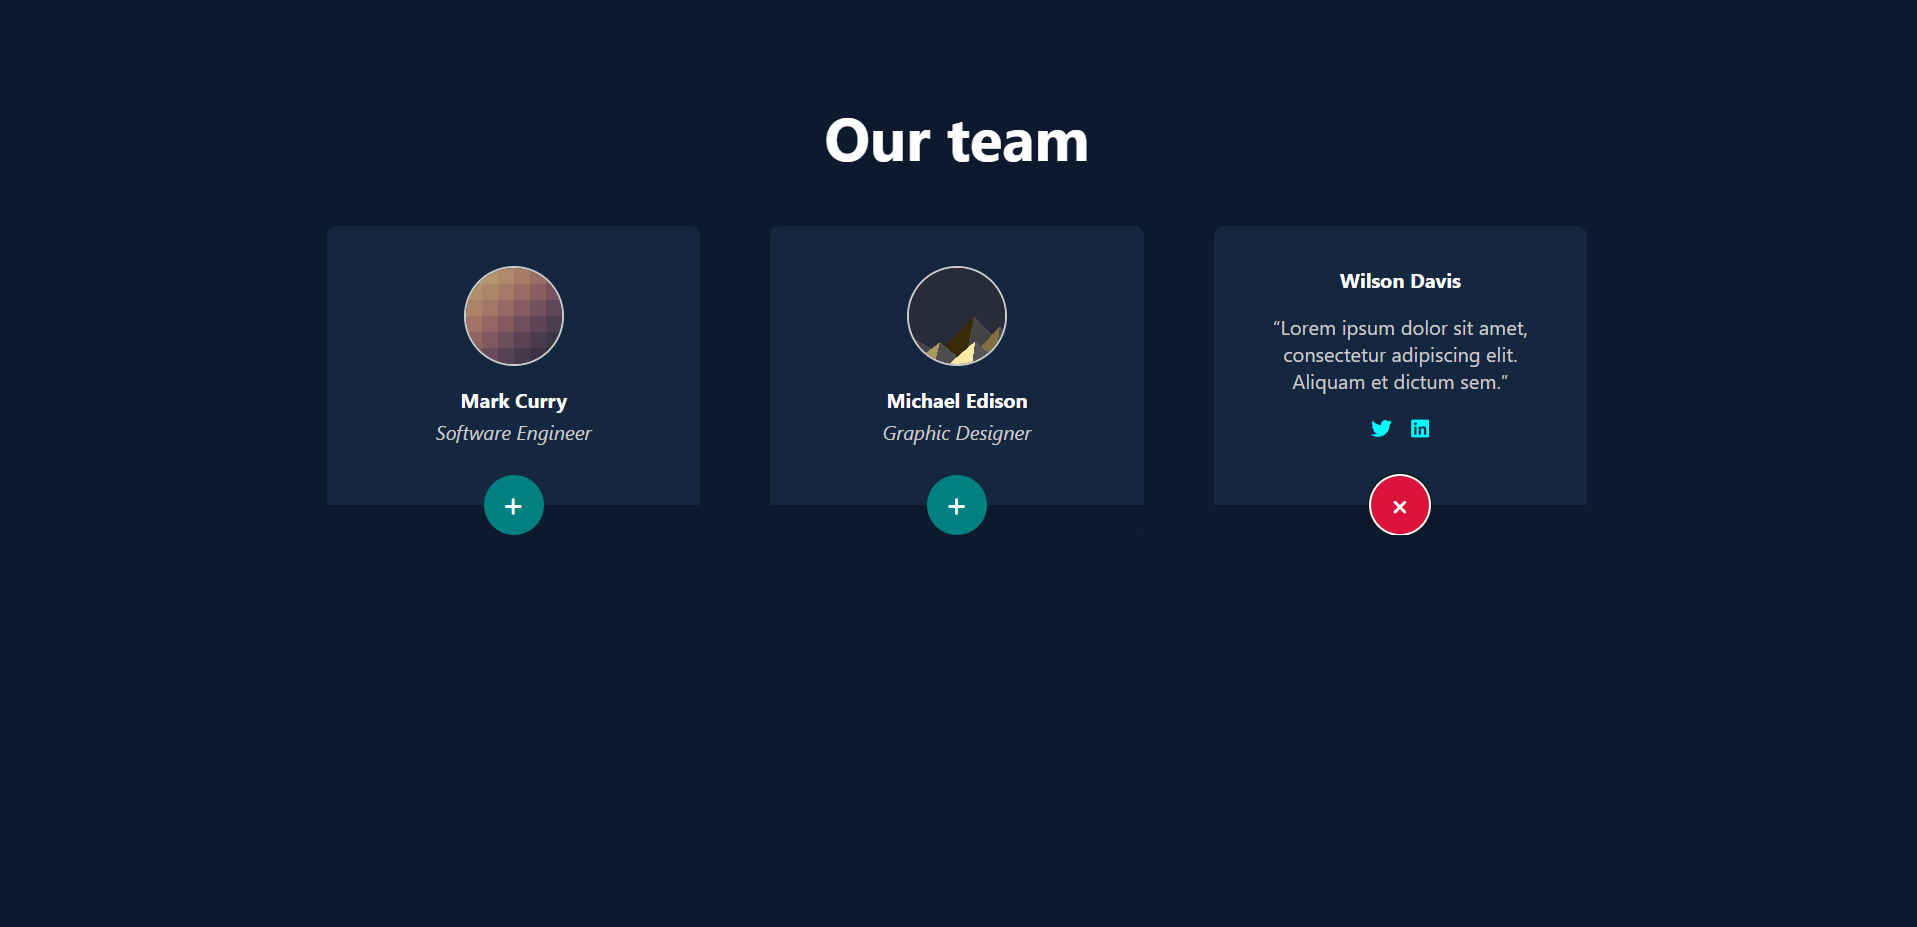 Our team
Mark Curry
Software Engineer
Michael Edison
Graphic Designer
Wilson Davis
“Lorem ipsum dolor sit amet,
consectetur adipiscing elit.
Aliquam et dictum sem.”
in